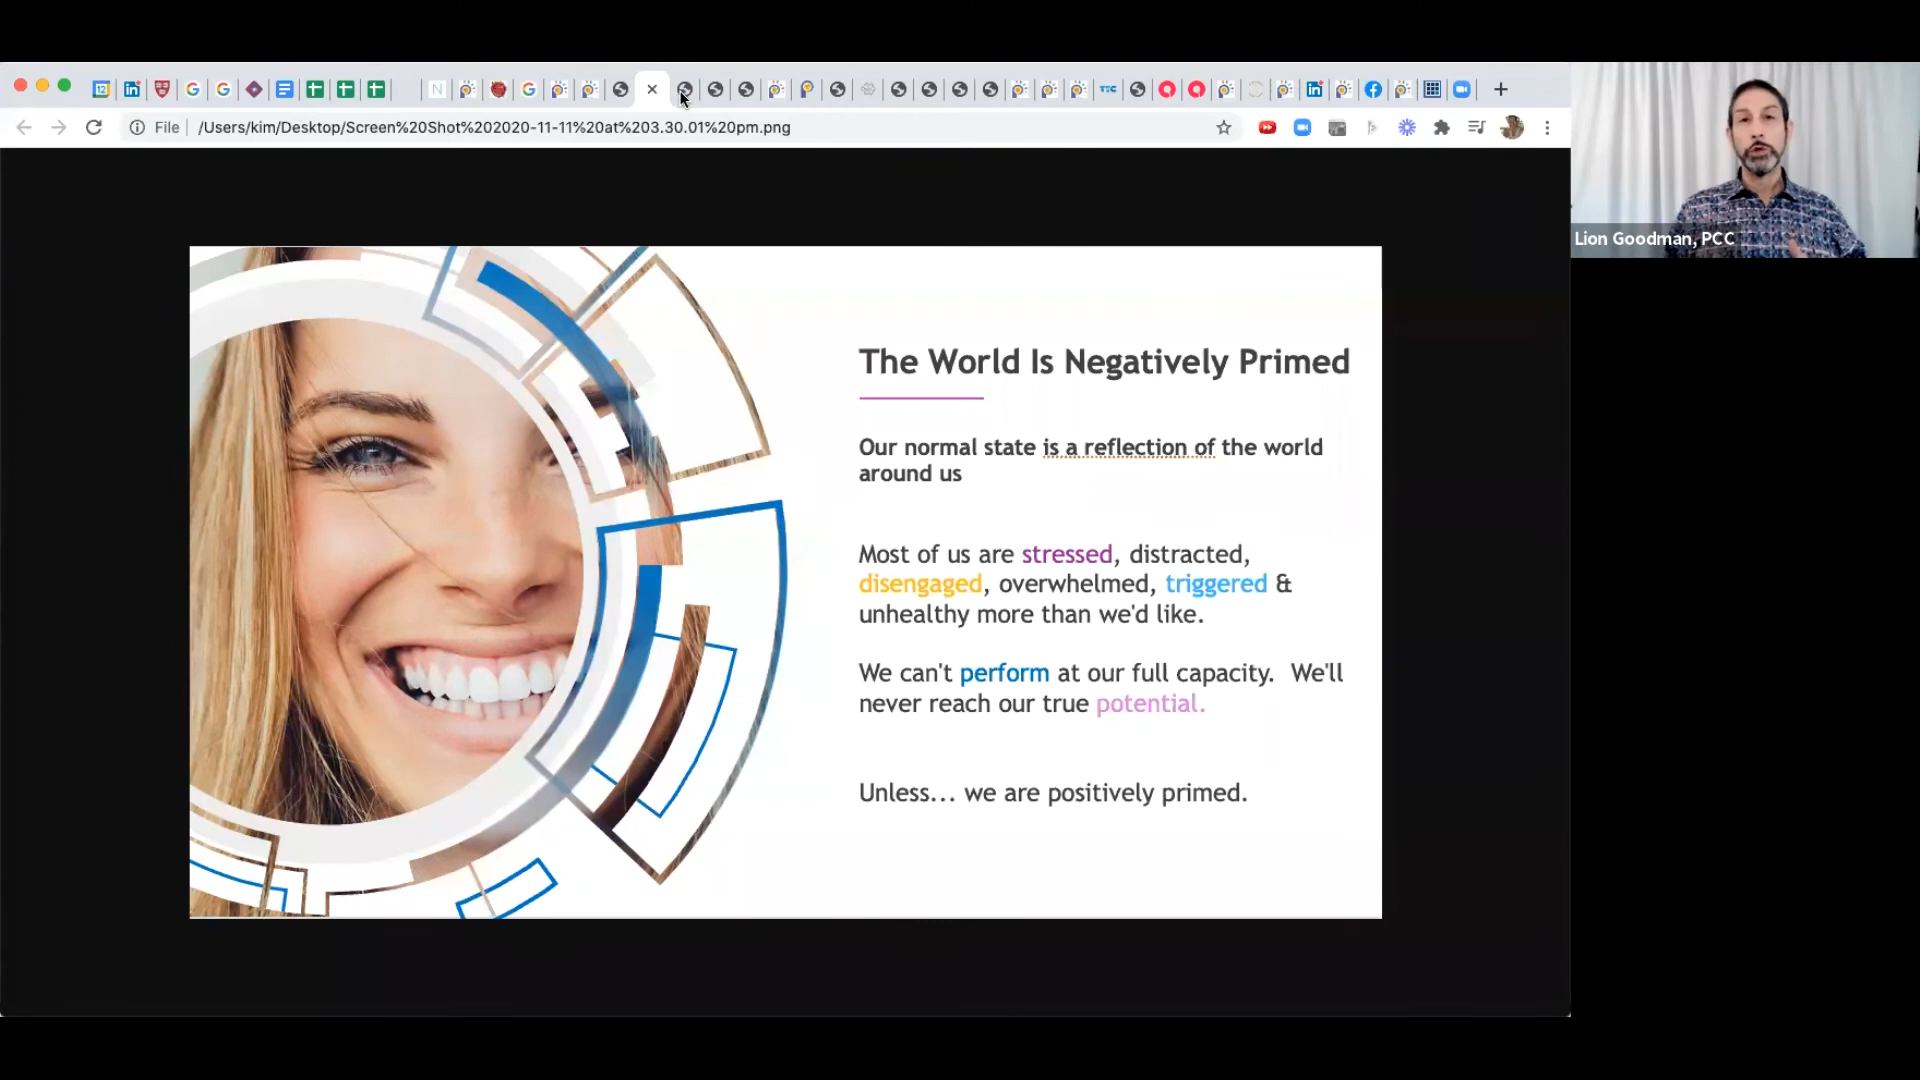 File
/Users/kim/Desktop/Screen%20Shot%202020-11-11%20at%203.30.01%20pm.png
Lion Goodman, PCC
The World Is Negatively Primed
Our normal state is a reflection of the world
around us
Most of us are stressed, distracted,
disengaged, overwhelmed, triggered &
unhealthy more than we'd like.
We can't perform at our full capacity. We'll
never reach our true potential.
Unless... we are positively primed.